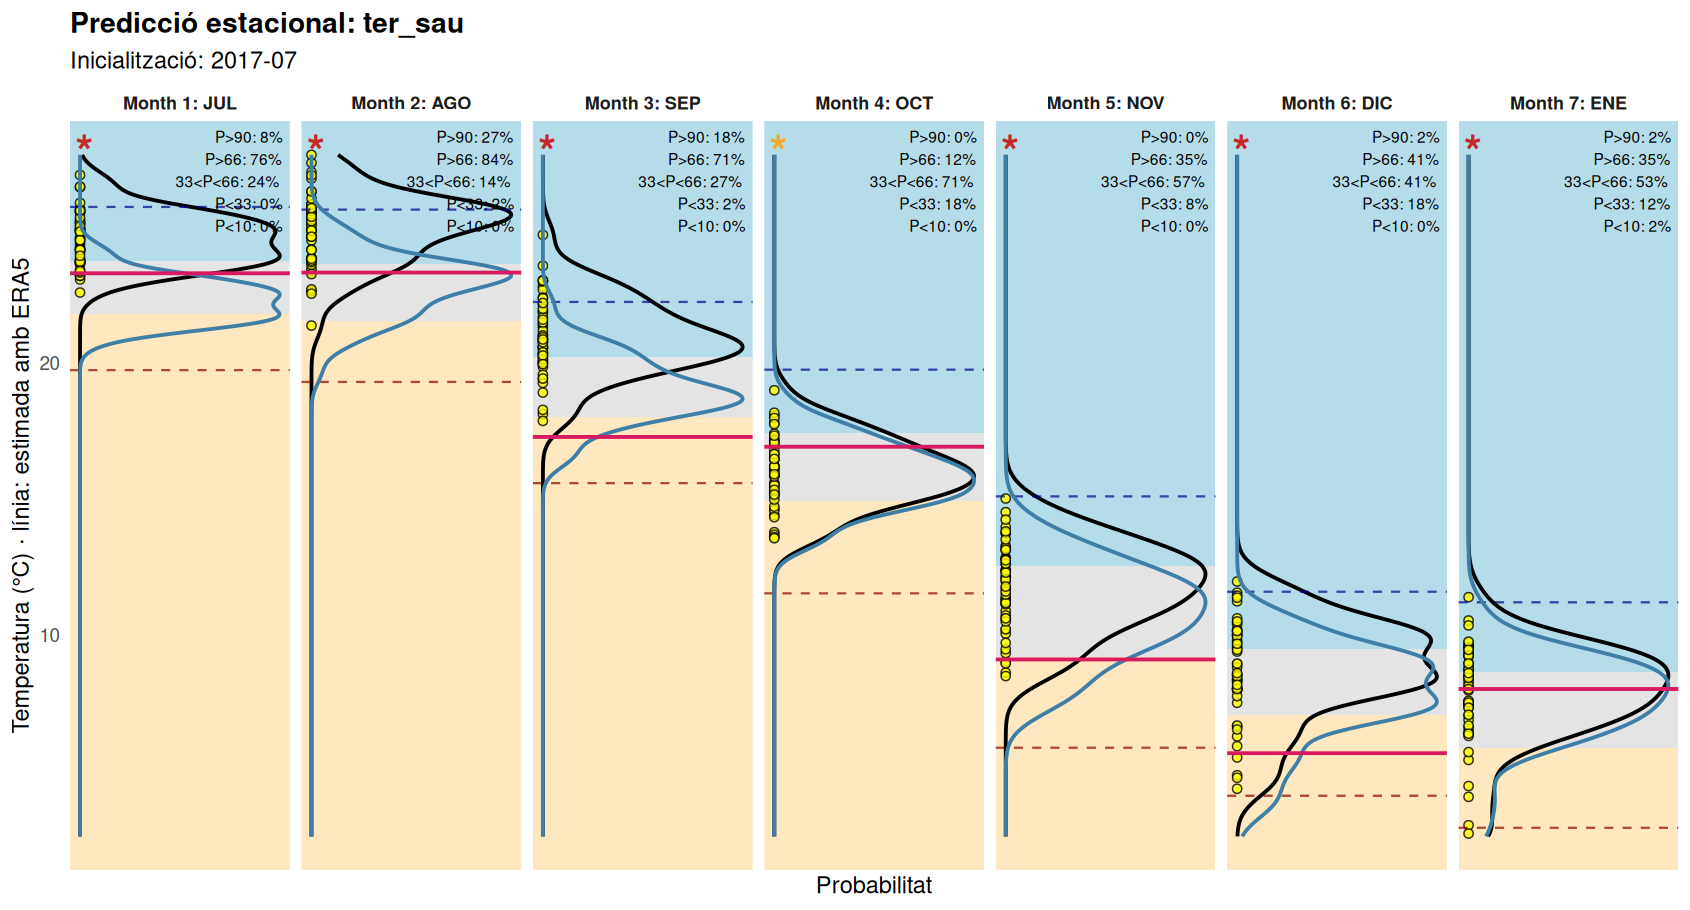 Predicció estacional: ter_sau
Inicialització: 2017-07
Month 1: JUL
Month 2: AGO
Month 3: SEP
Month 4: OCT
Month 5: NOV
Month 6: DIC
Month 7: ENE
P>90: 8%
P>66: 76%
33<P<66: 24%
P<33: 0%
P<10: 0%
P>90: 27%
P>66: 84%
33<P<66: 14%
P<33: 2%
P<10: 0%
P>90: 18%
P>66: 71%
33<P<66: 27%
P<33: 2%
P<10: 0%
P>90: 0%
P>66: 12%
33<P<66: 71%
P<33: 18%
P<10: 0%
P>90: 0%
P>66: 35%
33<P<66: 57%
P<33: 8%
P<10: 0%
P>90: 2%
P>66: 41%
33<P<66: 41%
P<33: 18%
P<10: 0%
P>90: 2%
P>66: 35%
33<P<66: 53%
P<33: 12%
P<10: 2%
20
10
Temperatura (°C) · línia: estimada amb ERA5
Probabilitat